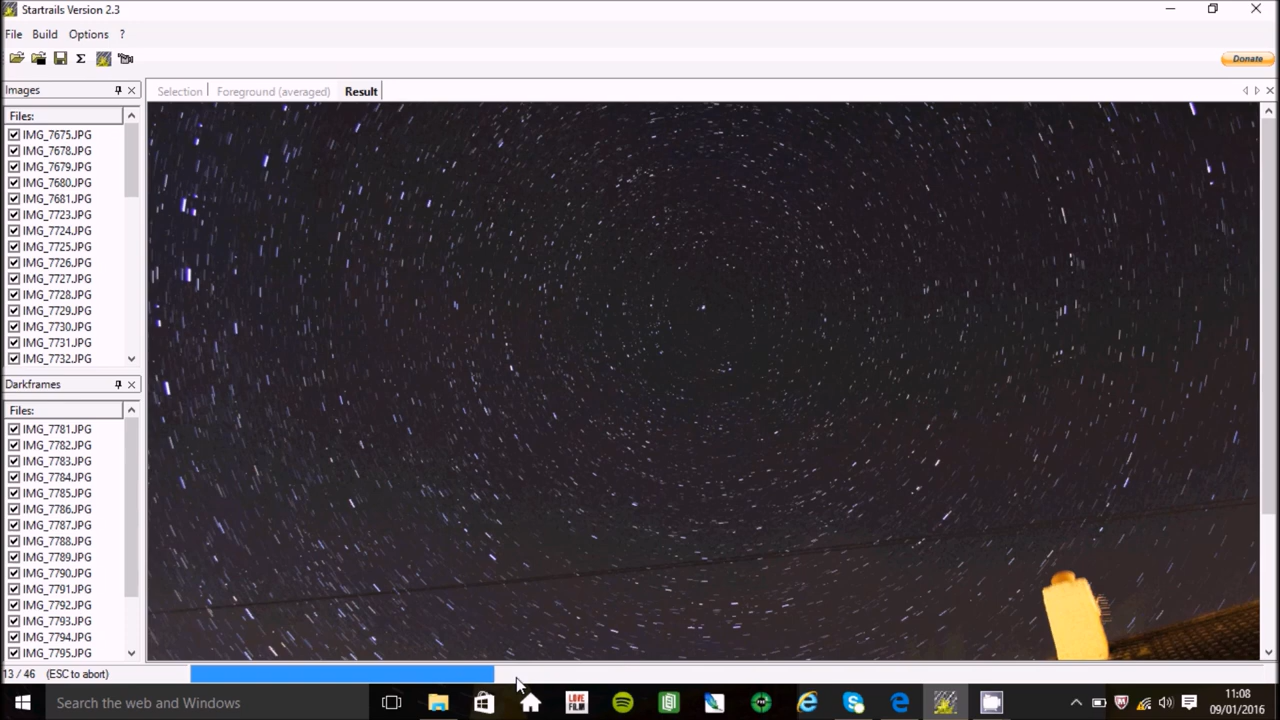 Startrails Version 2.3
File Build Options ?
Donate
Images
Selection Foreground (averaged) Result
Files:
IMG_7675.JPG
IMG_7678.JPG
IMG_7679.JPG
IMG_7680.JPG
IMG_7681.JPG
IMG_7723.JPG
IMG_7724.JPG
IMG_7725.JPG
IMG_7726.JPG
IMG_7727.JPG
IMG_7728.JPG
IMG_7729.JPG
IMG_7730.JPG
IMG_7731.JPG
IMG_7732.JPG
Darkframes
Files:
IMG_7781.JPG
IMG_7782.JPG
IMG_7783.JPG
IMG_7784.JPG
IMG_7785.JPG
IMG_7786.JPG
IMG_7787.JPG
IMG_7788.JPG
IMG_7789.JPG
IMG_7790.JPG
IMG_7791.JPG
IMG_7792.JPG
IMG_7793.JPG
IMG_7794.JPG
IMG_7795.JPG
13 / 46 (ESC to abort)
Search the web and Windows
LOVE
FiLM
11:08
09/01/2016